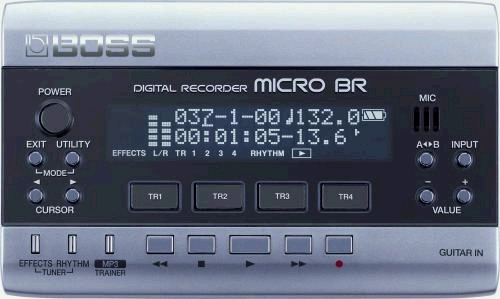 BOSS
DIGITAL RECORDER MICRO BR
POWER
MIC
03Z-1-00♩132.0
00:01:05-13.6
EFFECTS L/R TR 1 2 3 4 RHYTHM
EXIT UTILITY
MODE
CURSOR
A◄►B INPUT
− +
VALUE
TR1 TR2 TR3 TR4
EFFECTS RHYTHM
TUNER
MP3
TRAINER
GUITAR IN